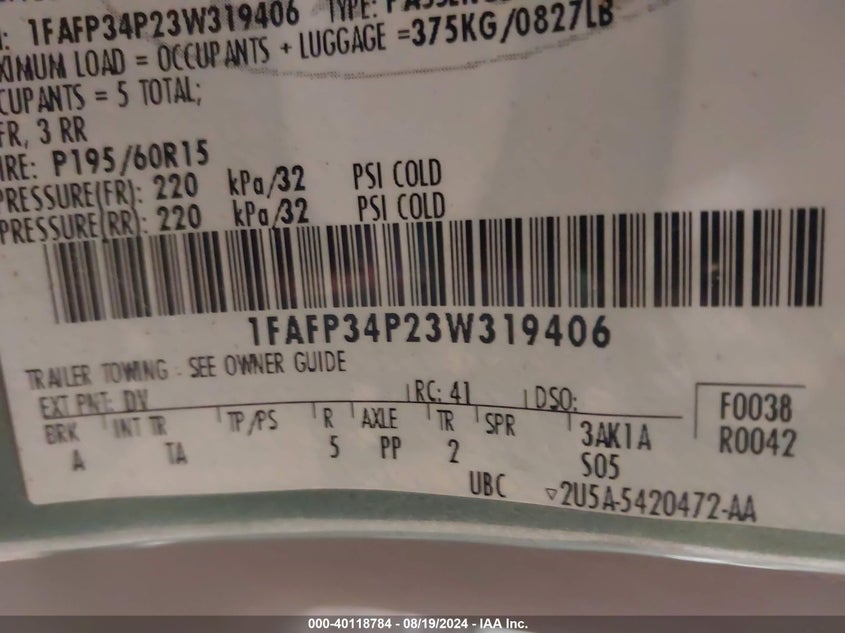 1FAFP34P23W319406 TYPE:
XIMUM LOAD = OCCUPANTS + LUGGAGE =375KG/0827LB
CUPANTS = 5 TOTAL;
FR, 3 RR
IRE: P195/60R15
PRESSURE(FR): 220 kPa/32 PSI COLD
PRESSURE(RR): 220 kPa/32 PSI COLD
1FAFP34P23W319406
TRAILER TOWING - SEE OWNER GUIDE
EXT PNT: DV RC: 41 DSO:
BRK INT TR TP/PS R AXLE TR SPR
A TA 5 PP 2
3AK1A
S05
F0038
R0042
UBC ▽2U5A-5420472-AA
000-40118784 - 08/19/2024 - IAA Inc.